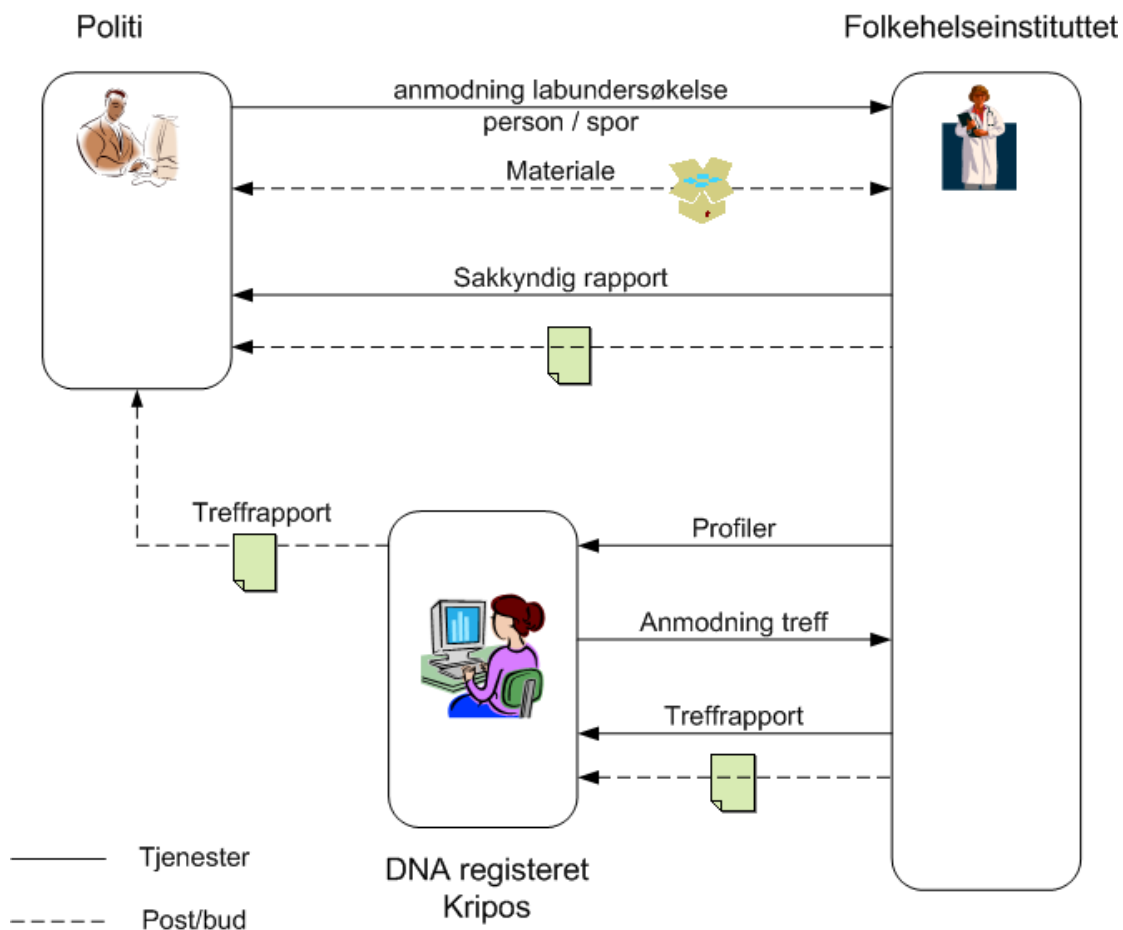 Politi
Folkehelseinstituttet
anmodning labundersøkelse
person / spor
Materiale
Sakkyndig rapport
Treffrapport
Profiler
Anmodning treff
Treffrapport
Tjenester
DNA registeret
Kripos
Post/bud